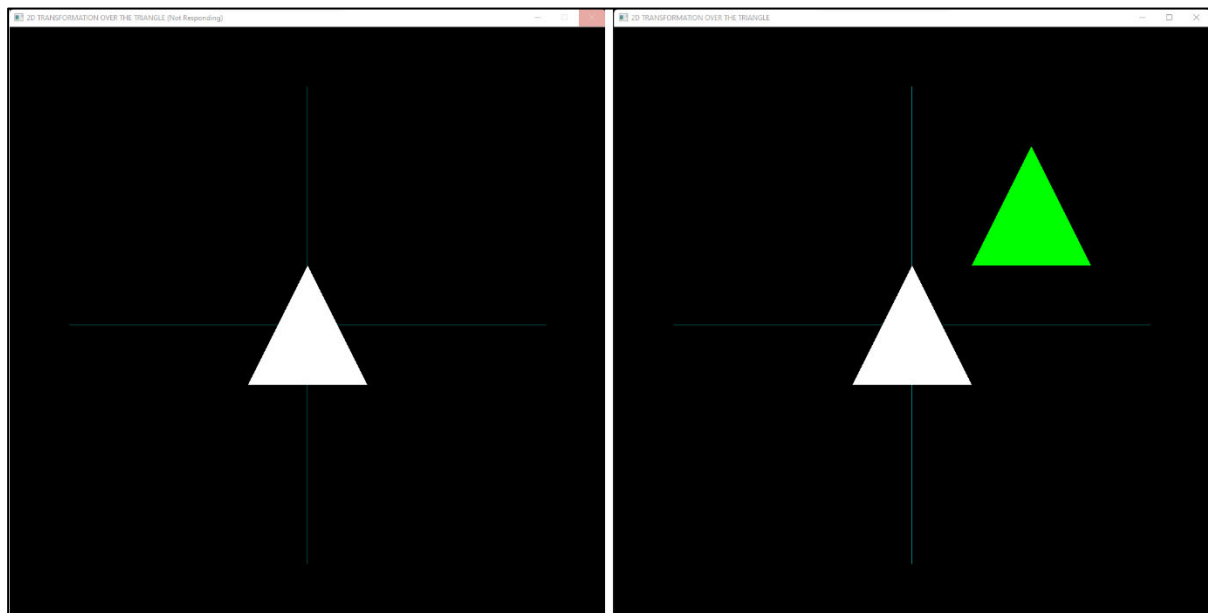 2D TRANSFORMATION OVER THE TRIANGLE (Not Responding)
2D TRANSFORMATION OVER THE TRIANGLE